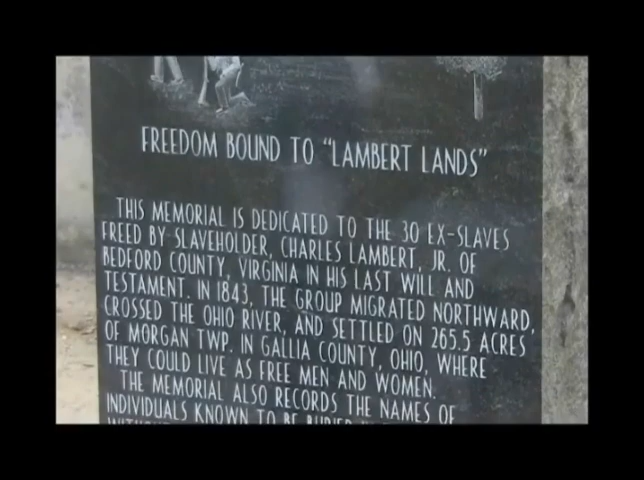 FREEDOM BOUND TO "LAMBERT LANDS"
THIS MEMORIAL IS DEDICATED TO THE 30 EX-SLAVES
FREED BY SLAVEHOLDER, CHARLES LAMBERT, JR. OF
BEDFORD COUNTY, VIRGINIA IN HIS LAST WILL AND
TESTAMENT. IN 1843, THE GROUP MIGRATED NORTHWARD,
CROSSED THE OHIO RIVER, AND SETTLED ON 265.5 ACRES
OF MORGAN TWP. IN GALLIA COUNTY, OHIO, WHERE
THEY COULD LIVE AS FREE MEN AND WOMEN.
THE MEMORIAL ALSO RECORDS THE NAMES OF
INDIVIDUALS KNOWN TO BE BURIED